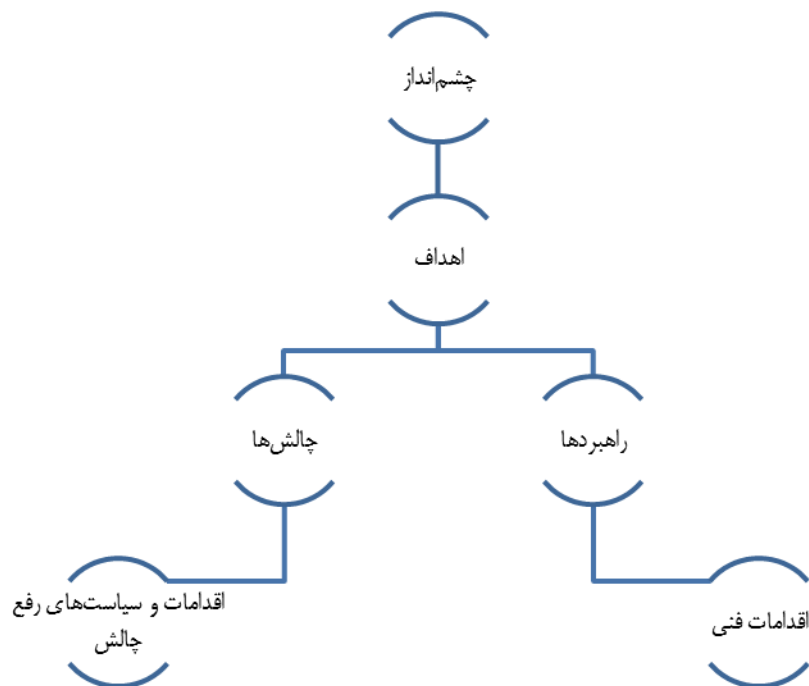 چشم‌انداز
اهداف
راهبردها
چالش‌ها
اقدامات فنی
اقدامات و سیاست‌های رفع
چالش